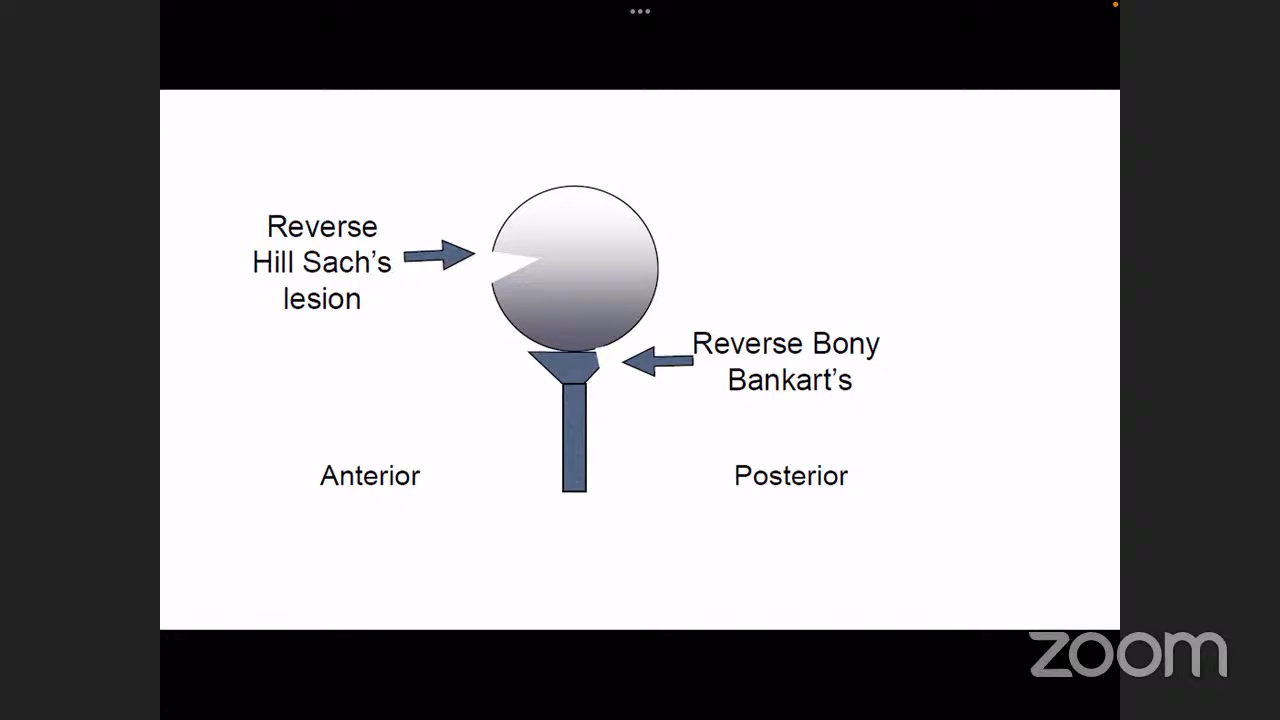 Reverse
Hill Sach's
lesion
Reverse Bony
Bankart's
Anterior
Posterior
zoom